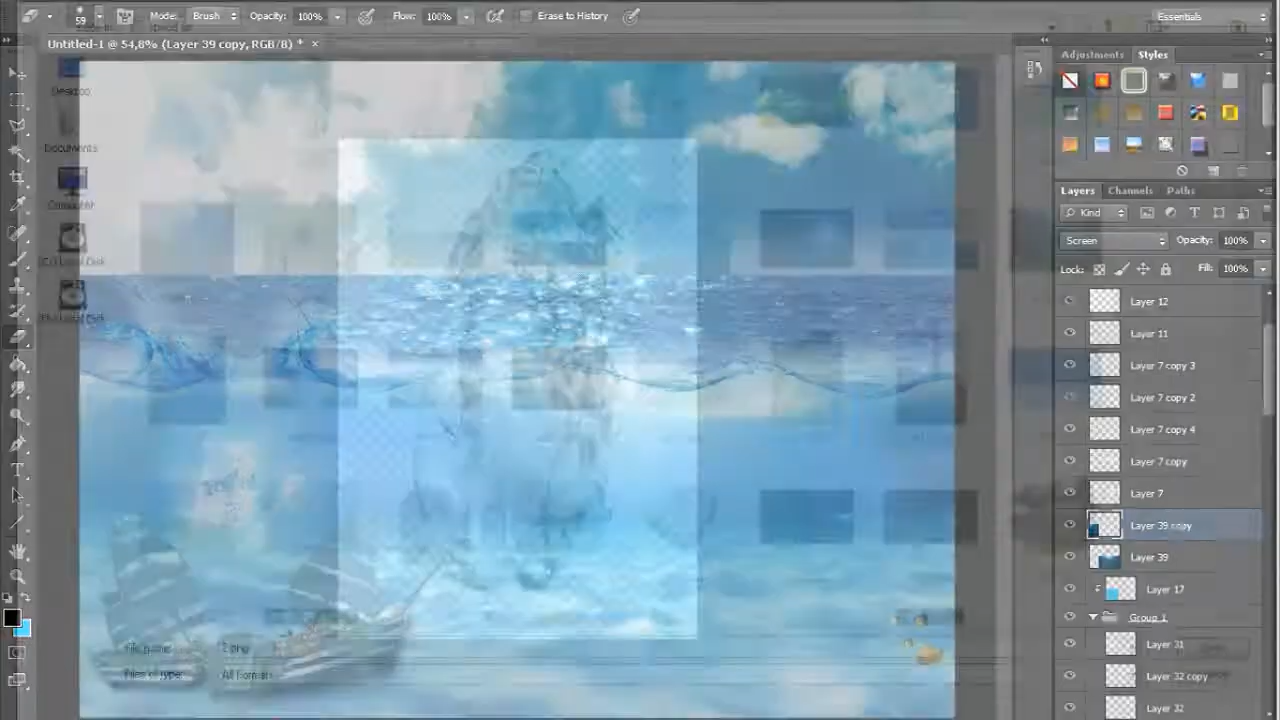 59 Mode: Brush Opacity: 100% Flow: 100% Erase to History Essentials
Untitled-1 @ 54,8% (Layer 39 copy, RGB/8) * ×
Adjustments Styles
Desktop
Documents
Computer
Layers Channels Paths
Kind
Screen Opacity: 100%
Lock: Fill: 100%
Layer 12
Layer 11
Layer 7 copy 3
Layer 7 copy 2
Layer 7 copy 4
Layer 7 copy
Layer 7
Layer 39 copy
Layer 39
Layer 17
Group 1
Layer 31
Layer 32 copy
Layer 32
File name:
Files of type: All Formats